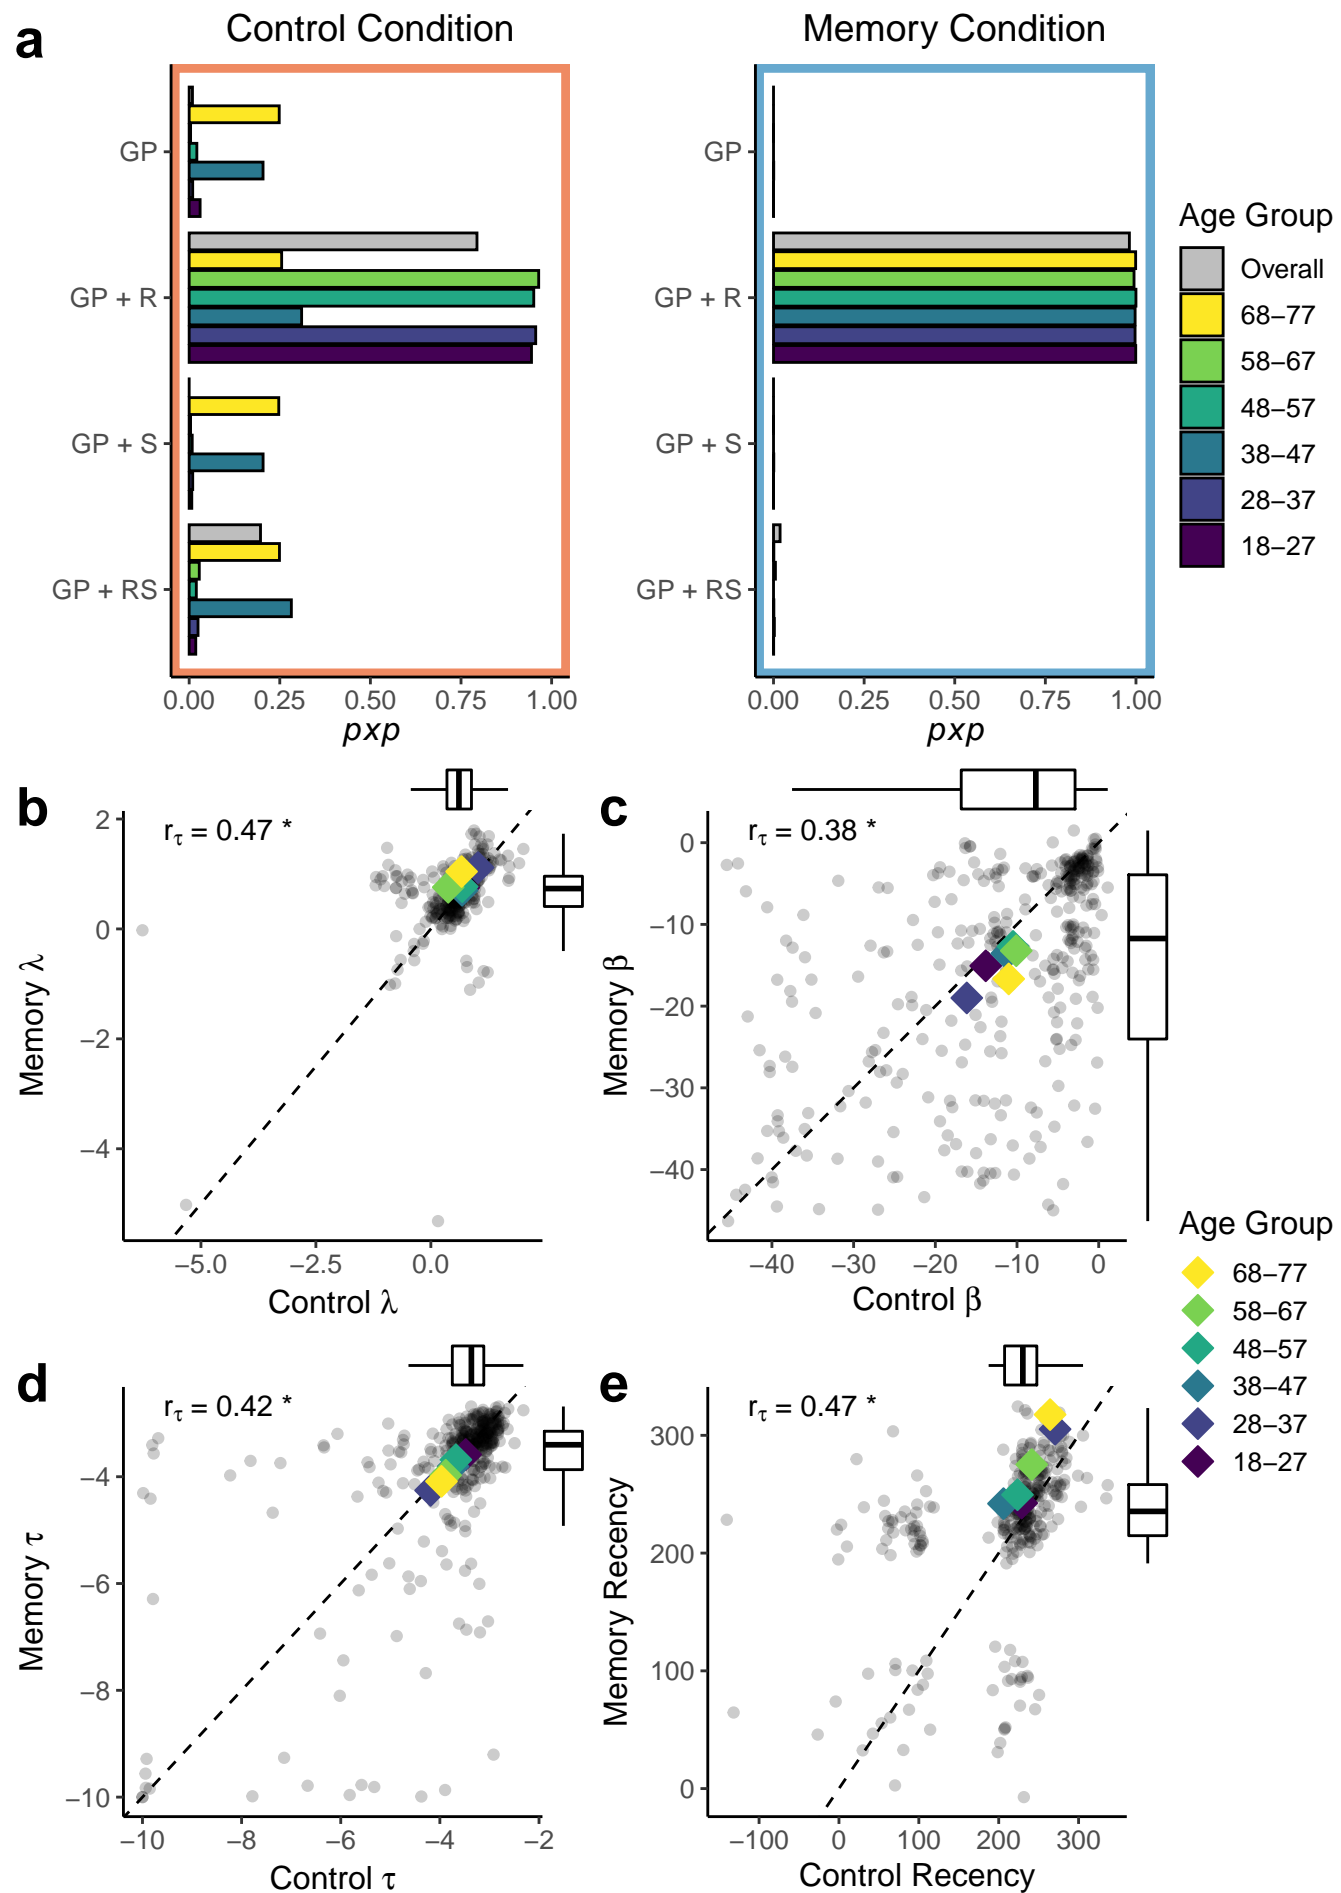 a
Control Condition
Memory Condition
GP
GP + R
GP + S
GP + RS
0.00 0.25 0.50 0.75 1.00
pxp
GP
GP + R
GP + S
GP + RS
0.00 0.25 0.50 0.75 1.00
pxp
Age Group
Overall
68–77
58–67
48–57
38–47
28–37
18–27
b
rτ = 0.47 *
2
0
−2
−4
Memory λ
−5.0 −2.5 0.0
Control λ
c
rτ = 0.38 *
0
−10
−20
−30
−40
Memory β
−40 −30 −20 −10 0
Control β
d
rτ = 0.42 *
−4
−6
−8
−10
Memory τ
−10 −8 −6 −4 −2
Control τ
e
rτ = 0.47 *
300
200
100
0
Memory Recency
−100 0 100 200 300
Control Recency
Age Group
68–77
58–67
48–57
38–47
28–37
18–27